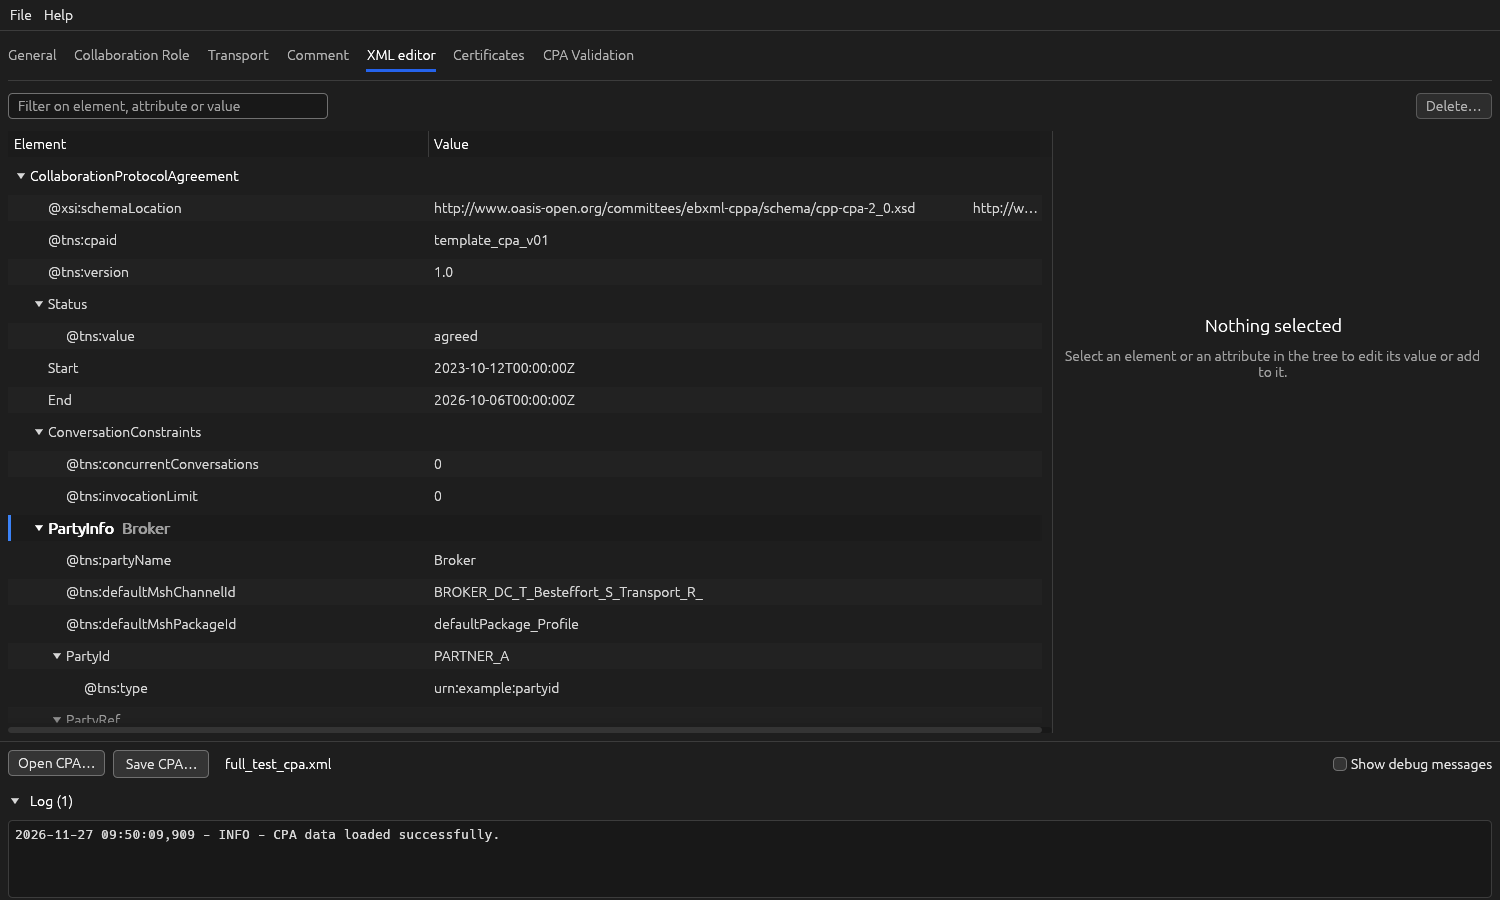 File Help
General Collaboration Role Transport Comment XML editor Certificates CPA Validation
Filter on element, attribute or value Delete...
Element Value
CollaborationProtocolAgreement
@xsi:schemaLocation http://www.oasis-open.org/committees/ebxml-cppa/schema/cpp-cpa-2_0.xsd http://w...
@tns:cpaid template_cpa_v01
@tns:version 1.0
Status
@tns:value agreed
Start 2023-10-12T00:00:00Z
End 2026-10-06T00:00:00Z
ConversationConstraints
@tns:concurrentConversations 0
@tns:invocationLimit 0
PartyInfo Broker
@tns:partyName Broker
@tns:defaultMshChannelId BROKER_DC_T_Besteffort_S_Transport_R_
@tns:defaultMshPackageId defaultPackage_Profile
PartyId PARTNER_A
@tns:type urn:example:partyid
PartyRef
Nothing selected
Select an element or an attribute in the tree to edit its value or add
to it.
Open CPA... Save CPA... full_test_cpa.xml Show debug messages
Log (1)
2026-11-27 09:50:09,909 - INFO - CPA data loaded successfully.